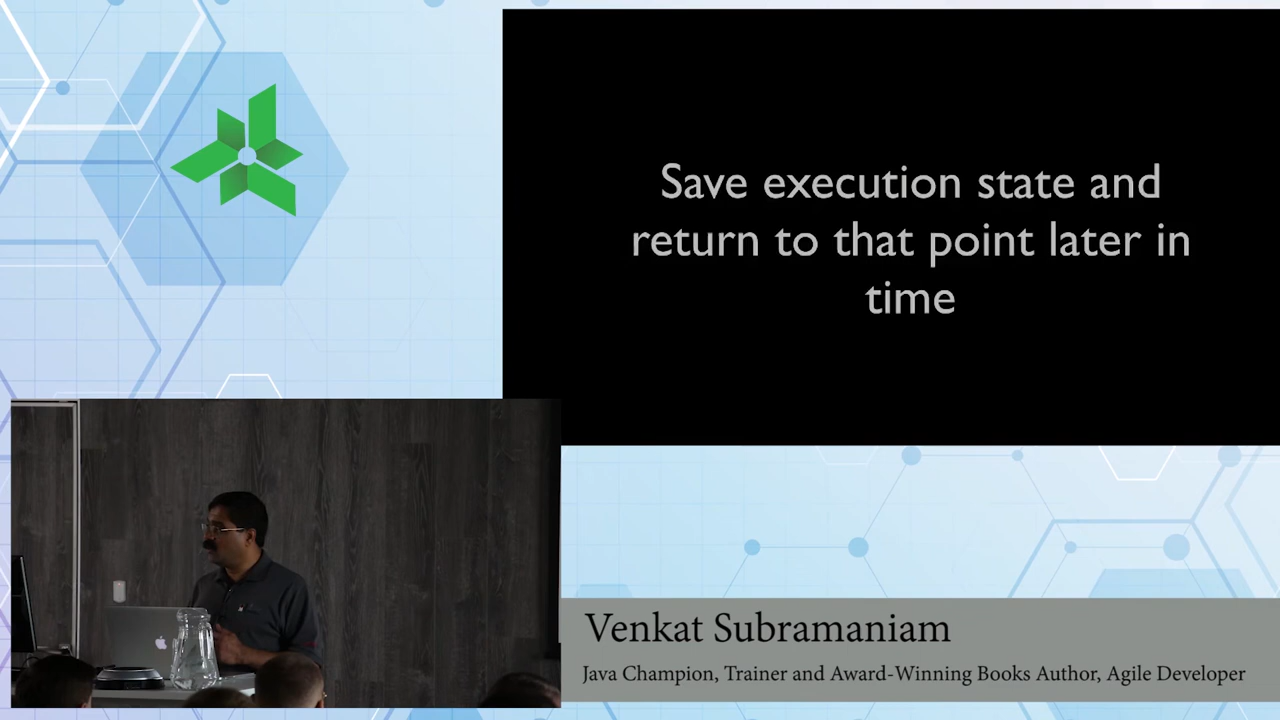 Save execution state and
return to that point later in
time
Venkat Subramaniam
Java Champion, Trainer and Award-Winning Books Author, Agile Developer